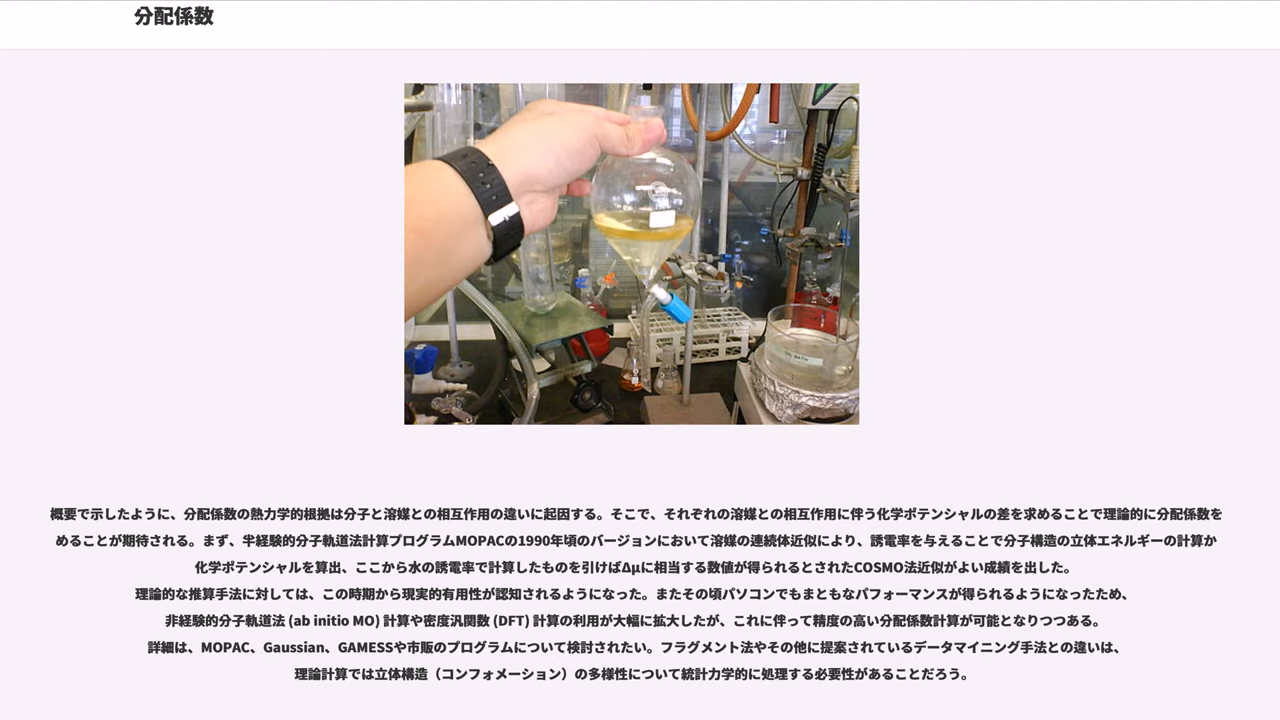 分配係数
OIL BATH
概要で示したように、分配係数の熱力学的根拠は分子と溶媒との相互作用の違いに起因する。そこで、それぞれの溶媒との相互作用に伴う化学ポテンシャルの差を求めることで理論的に分配係数を
めることが期待される。まず、半経験的分子軌道法計算プログラムMOPACの1990年頃のバージョンにおいて溶媒の連続体近似により、誘電率を与えることで分子構造の立体エネルギーの計算か
化学ポテンシャルを算出、ここから水の誘電率で計算したものを引けばΔμに相当する数値が得られるとされたCOSMO法近似がよい成績を出した。
理論的な推算手法に対しては、この時期から現実的有用性が認知されるようになった。またその頃パソコンでもまともなパフォーマンスが得られるようになったため、
非経験的分子軌道法 (ab initio MO) 計算や密度汎関数 (DFT) 計算の利用が大幅に拡大したが、これに伴って精度の高い分配係数計算が可能となりつつある。
詳細は、MOPAC、Gaussian、GAMESSや市販のプログラムについて検討されたい。フラグメント法やその他に提案されているデータマイニング手法との違いは、
理論計算では立体構造（コンフォメーション）の多様性について統計力学的に処理する必要性があることだろう。